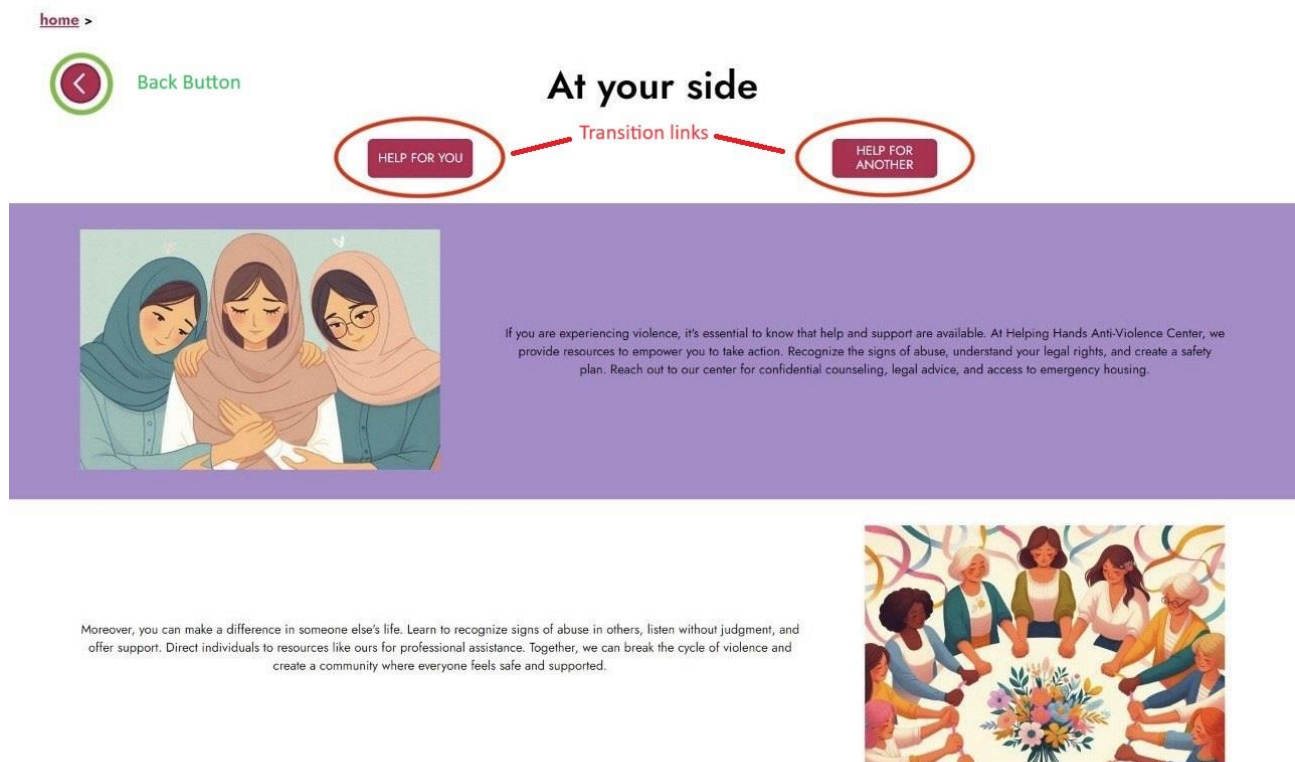 home >
Back Button
At your side
Transition links
HELP FOR YOU
HELP FOR
ANOTHER
If you are experiencing violence, it's essential to know that help and support are available. At Helping Hands Anti-Violence Center, we
provide resources to empower you to take action. Recognize the signs of abuse, understand your legal rights, and create a safety
plan. Reach out to our center for confidential counseling, legal advice, and access to emergency housing.
Moreover, you can make a difference in someone else's life. Learn to recognize signs of abuse in others, listen without judgment, and
offer support. Direct individuals to resources like ours for professional assistance. Together, we can break the cycle of violence and
create a community where everyone feels safe and supported.